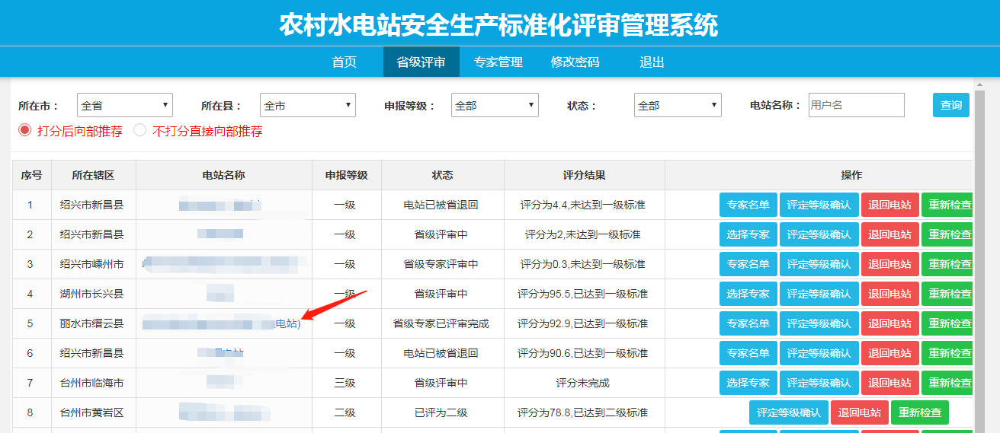 农村水电站安全生产标准化评审管理系统
首页 省级评审 专家管理 修改密码 退出
所在市： 全省 所在县： 全市 申报等级： 全部 状态： 全部 电站名称： 用户名 查询
打分后向部推荐 不打分直接向部推荐
序号 所在辖区 电站名称 申报等级 状态 评分结果 操作
1 绍兴市新昌县 一级 电站已被省退回 评分为4.4,未达到一级标准 专家名单 评定等级确认 退回电站 重新检查
2 绍兴市新昌县 一级 省级评审中 评分为2,未达到一级标准 选择专家 评定等级确认 退回电站 重新检查
3 绍兴市嵊州市 一级 省级专家评审中 评分为0.3,未达到一级标准 专家名单 评定等级确认 退回电站 重新检查
4 湖州市长兴县 一级 省级评审中 评分为95.5,已达到一级标准 选择专家 评定等级确认 退回电站 重新检查
5 丽水市缙云县 电站) 一级 省级专家已评审完成 评分为92.9,已达到一级标准 专家名单 评定等级确认 退回电站 重新检查
6 绍兴市新昌县 一级 电站已被省退回 评分为90.6,已达到一级标准 专家名单 评定等级确认 退回电站 重新检查
7 台州市临海市 三级 省级评审中 评分未完成 选择专家 评定等级确认 退回电站 重新检查
8 台州市黄岩区 二级 已评为二级 评分为78.8,已达到二级标准 评定等级确认 退回电站 重新检查